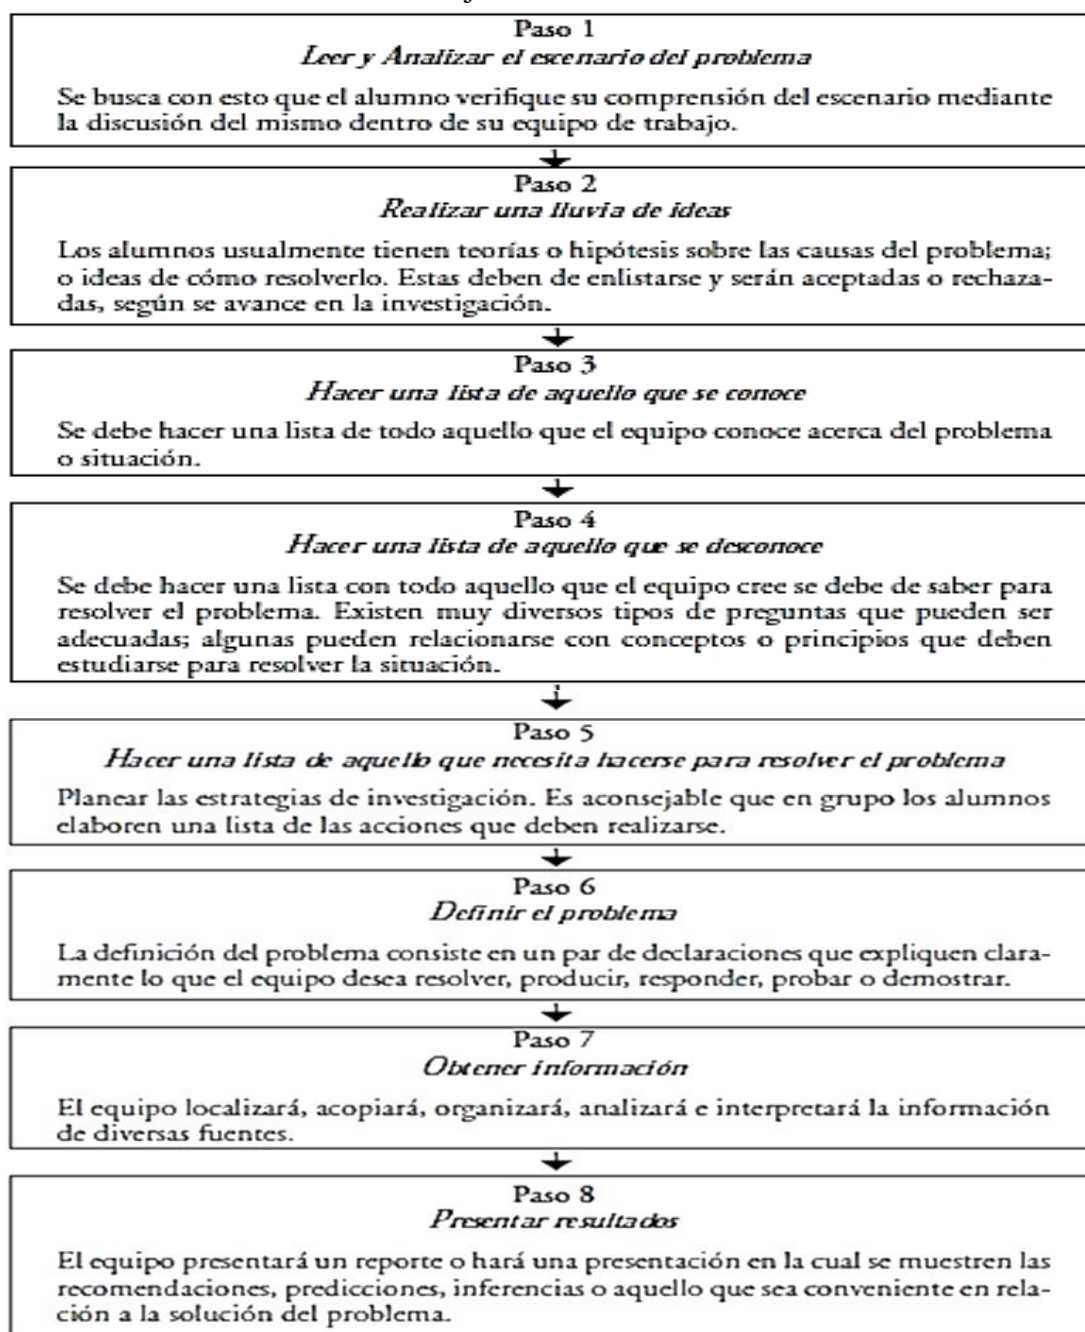 Paso 1
Leer y Analizar el escenario del problema
Se busca con esto que el alumno verifique su comprensión del escenario mediante
la discusión del mismo dentro de su equipo de trabajo.
Paso 2
Realizar una lluvia de ideas
Los alumnos usualmente tienen teorías o hipótesis sobre las causas del problema;
o ideas de cómo resolverlo. Estas deben de enlistarse y serán aceptadas o rechaza-
das, según se avance en la investigación.
Paso 3
Hacer una lista de aquello que se conoce
Se debe hacer una lista de todo aquello que el equipo conoce acerca del problema
o situación.
Paso 4
Hacer una lista de aquello que se desconoce
Se debe hacer una lista con todo aquello que el equipo cree se debe de saber para
resolver el problema. Existen muy diversos tipos de preguntas que pueden ser
adecuadas; algunas pueden relacionarse con conceptos o principios que deben
estudiarse para resolver la situación.
Paso 5
Hacer una lista de aquello que necesita hacerse para resolver el problema
Planear las estrategias de investigación. Es aconsejable que en grupo los alumnos
elaboren una lista de las acciones que deben realizarse.
Paso 6
Definir el problema
La definición del problema consiste en un par de declaraciones que expliquen clara-
mente lo que el equipo desea resolver, producir, responder, probar o demostrar.
Paso 7
Obtener información
El equipo localizará, acopiará, organizará, analizará e interpretará la información
de diversas fuentes.
Paso 8
Presentar resultados
El equipo presentará un reporte o hará una presentación en la cual se muestren las
recomendaciones, predicciones, inferencias o aquello que sea conveniente en rela-
ción a la solución del problema.